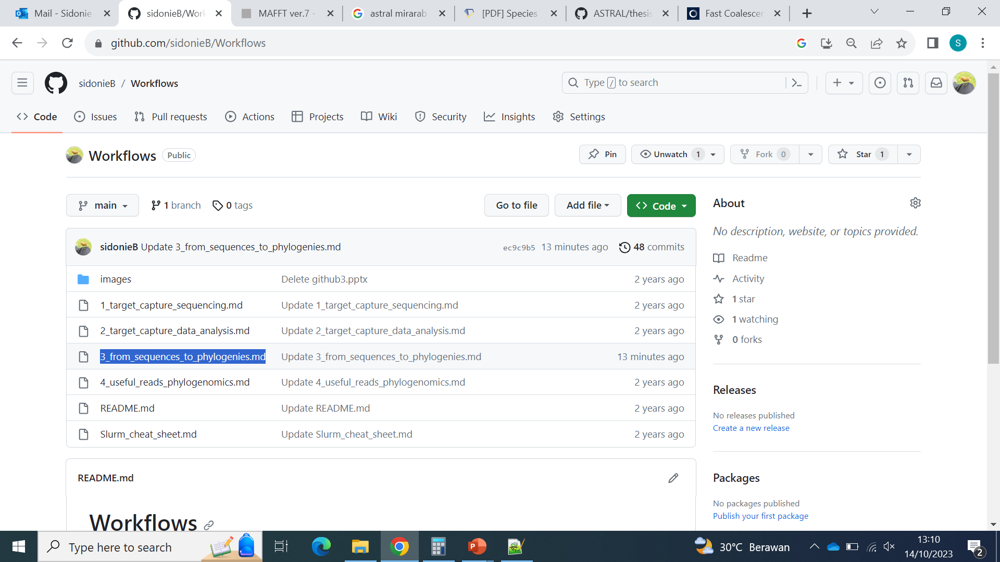 Mail - Sidonie
sidonieB/Work
MAFFT ver.7 -
astral mirarab
[PDF] Species
ASTRAL/thesis
Fast Coalescer
github.com/sidonieB/Workflows
S
sidonieB / Workflows
Type / to search
Code
Issues
Pull requests
Actions
Projects
Wiki
Security
Insights
Settings
Workflows
Public
Pin
Unwatch 1
Fork 0
Star 1
main
1 branch
0 tags
Go to file
Add file
Code
sidonieB Update 3_from_sequences_to_phylogenies.md
ec9c9b5 13 minutes ago
48 commits
images Delete github3.pptx 2 years ago
1_target_capture_sequencing.md Update 1_target_capture_sequencing.md 2 years ago
2_target_capture_data_analysis.md Update 2_target_capture_data_analysis.md 2 years ago
3_from_sequences_to_phylogenies.md Update 3_from_sequences_to_phylogenies.md 13 minutes ago
4_useful_reads_phylogenomics.md Update 4_useful_reads_phylogenomics.md 2 years ago
README.md Update README.md 2 years ago
Slurm_cheat_sheet.md Update Slurm_cheat_sheet.md 2 years ago
README.md
Workflows
About
No description, website, or topics provided.
Readme
Activity
1 star
1 watching
0 forks
Releases
No releases published
Create a new release
Packages
No packages published
Publish your first package
Type here to search
P
30°C Berawan
13:10
14/10/2023
2